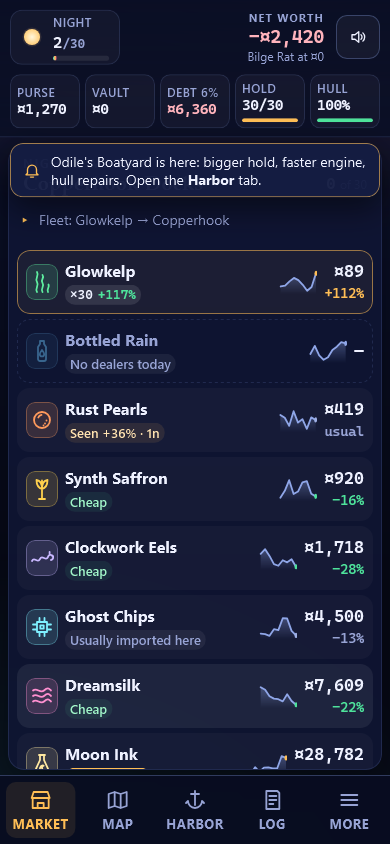 NIGHT
2/30
NET WORTH
−¤2,420
Bilge Rat at ¤0
PURSE
¤1,270
VAULT
¤0
DEBT 6%
¤6,360
HOLD
30/30
HULL
100%
Odile's Boatyard is here: bigger hold, faster engine,
hull repairs. Open the Harbor tab.
Fleet: Glowkelp → Copperhook
Glowkelp
×30 +117%
¤89
+112%
Bottled Rain
No dealers today
—
Rust Pearls
Seen +36% · 1n
¤419
usual
Synth Saffron
Cheap
¤920
−16%
Clockwork Eels
Cheap
¤1,718
−28%
Ghost Chips
Usually imported here
¤4,500
−13%
Dreamsilk
Cheap
¤7,609
−22%
Moon Ink
¤28,782
MARKET
MAP
HARBOR
LOG
MORE